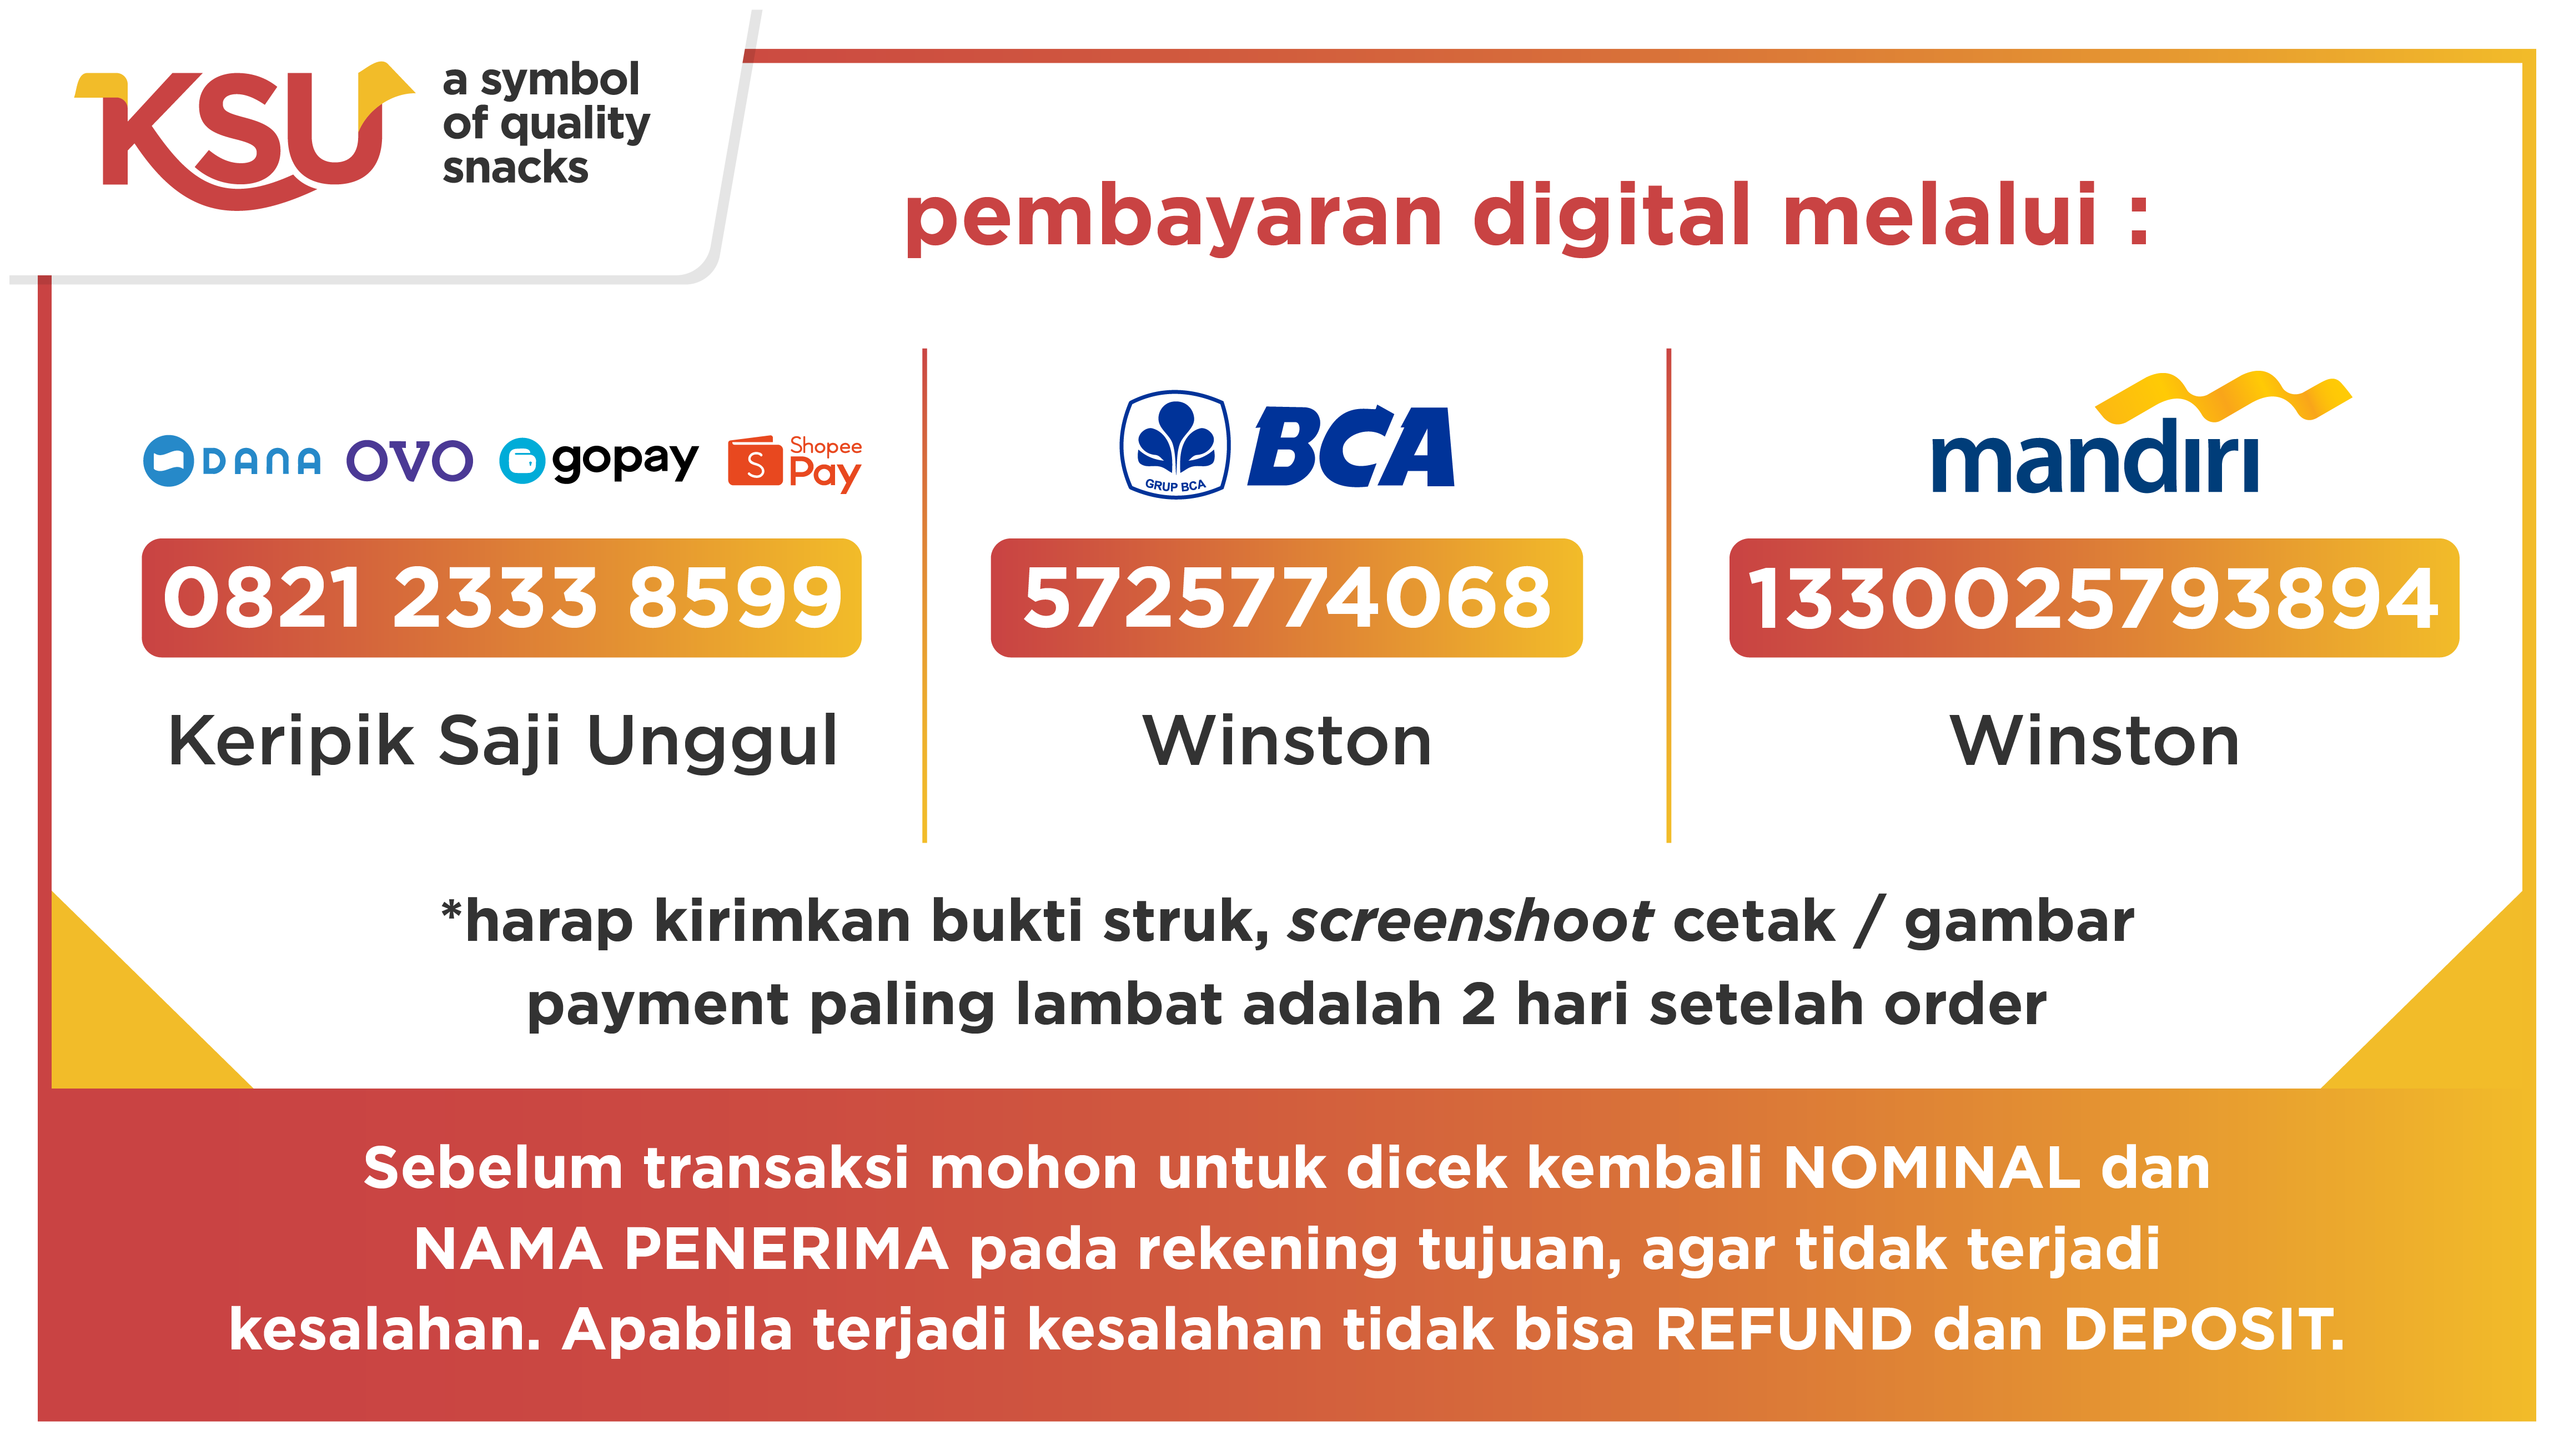 KSU
a symbol
of quality
snacks
pembayaran digital melalui :
DANA OVO gopay Shopee Pay
0821 2333 8599
Keripik Saji Unggul
GRUP BCA BCA
5725774068
Winston
mandiri
1330025793894
Winston
*harap kirimkan bukti struk, screenshoot cetak / gambar
payment paling lambat adalah 2 hari setelah order
Sebelum transaksi mohon untuk dicek kembali NOMINAL dan
NAMA PENERIMA pada rekening tujuan, agar tidak terjadi
kesalahan. Apabila terjadi kesalahan tidak bisa REFUND dan DEPOSIT.